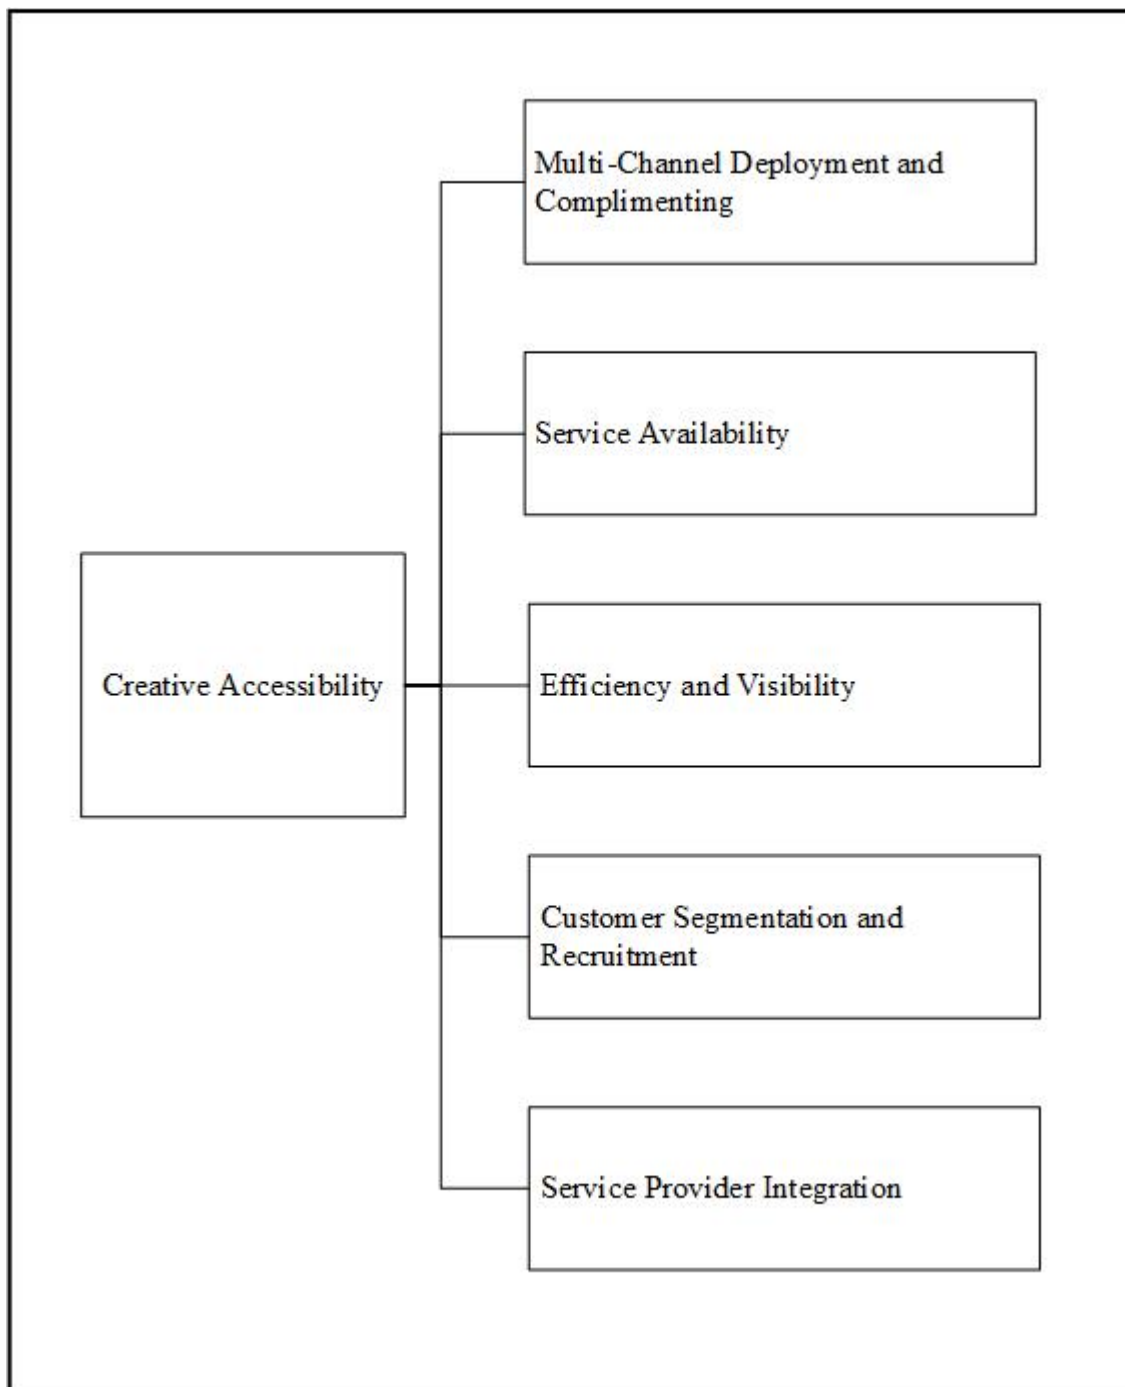 Multi-Channel Deployment and
Complimenting
Service Availability
Creative Accessibility
Efficiency and Visibility
Customer Segmentation and
Recruitment
Service Provider Integration